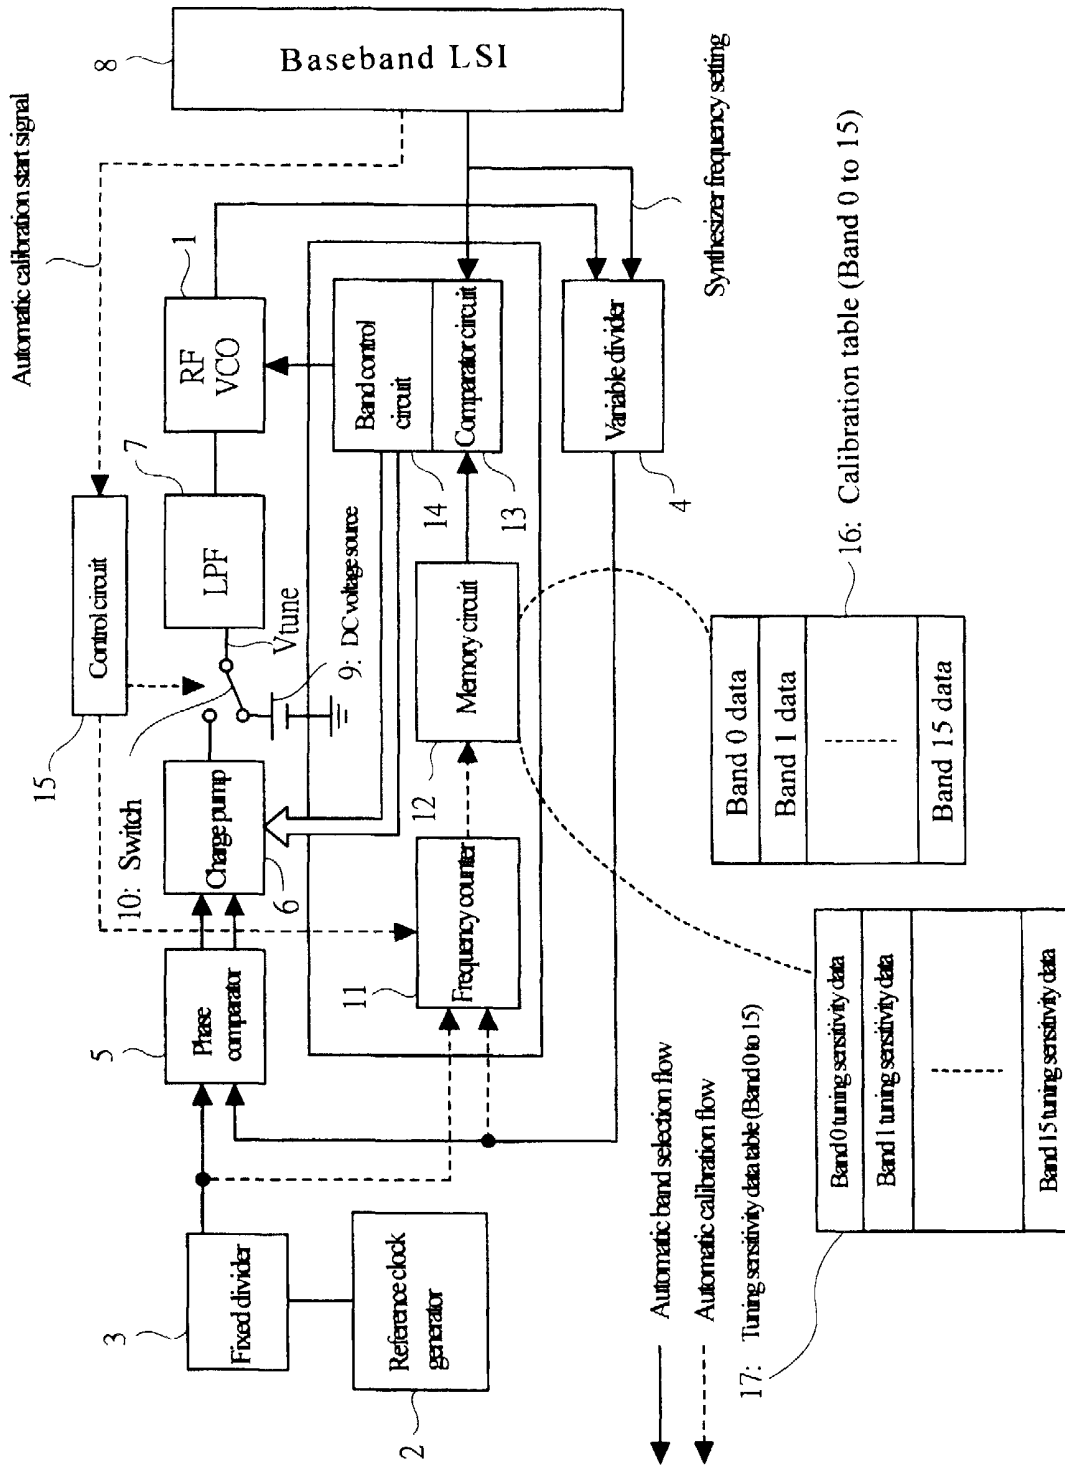 Automatic calibration start signal
8
Baseband LSI
15
Control circuit
10: Switch
7
LPF
Vtune
1
RF
VCO
9: DC voltage source
5
Phase
comparator
6
Charge pump
3
Fixed divider
2
Reference clock
generator
11
Frequency counter
12
Memory circuit
14
Band control
circuit
13
Comparator circuit
4
Variable divider
Synthesizer frequency setting
16: Calibration table (Band 0 to 15)
Band 0 data
Band 1 data
Band 15 data
Automatic band selection flow
Automatic calibration flow
17: Tuning sensitivity data table (Band 0 to 15)
Band 0 tuning sensitivity data
Band 1 tuning sensitivity data
Band 15 tuning sensitivity data